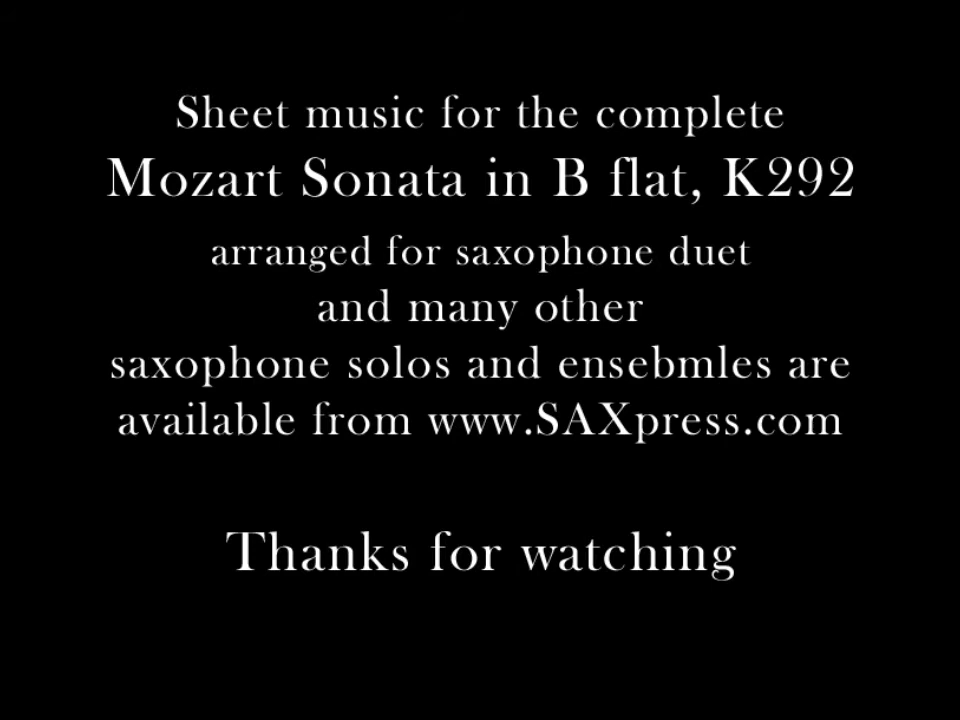 Sheet music for the complete
Mozart Sonata in B flat, K292
arranged for saxophone duet
and many other
saxophone solos and ensebmles are
available from www.SAXpress.com
Thanks for watching